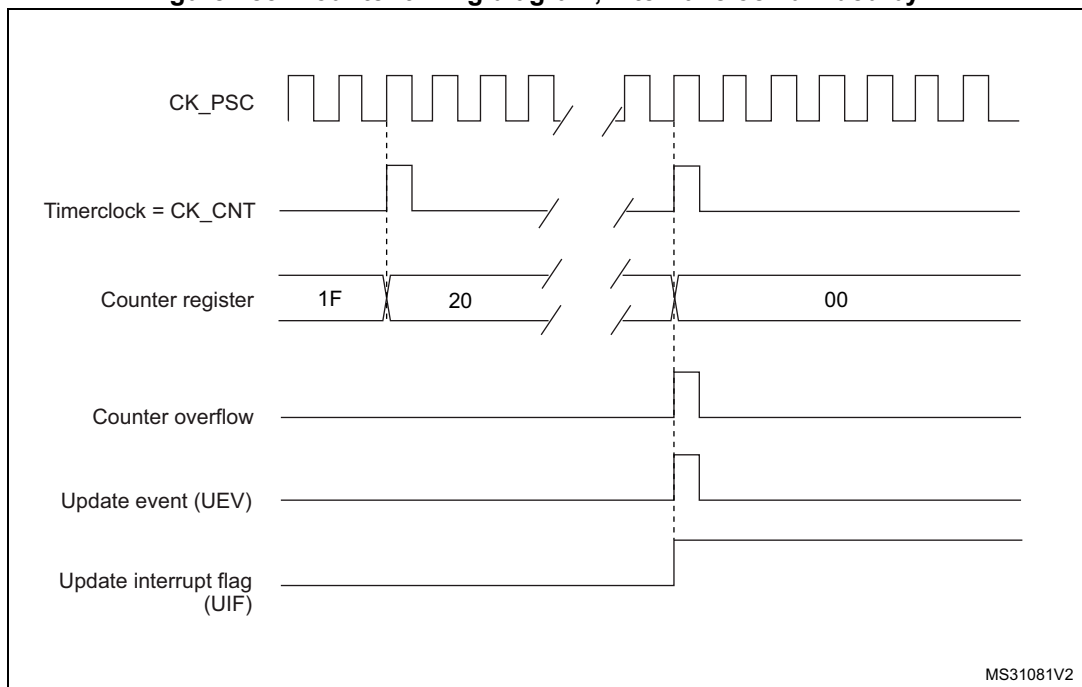 CK_PSC
Timerclock = CK_CNT
Counter register
1F
20
00
Counter overflow
Update event (UEV)
Update interrupt flag
(UIF)
MS31081V2